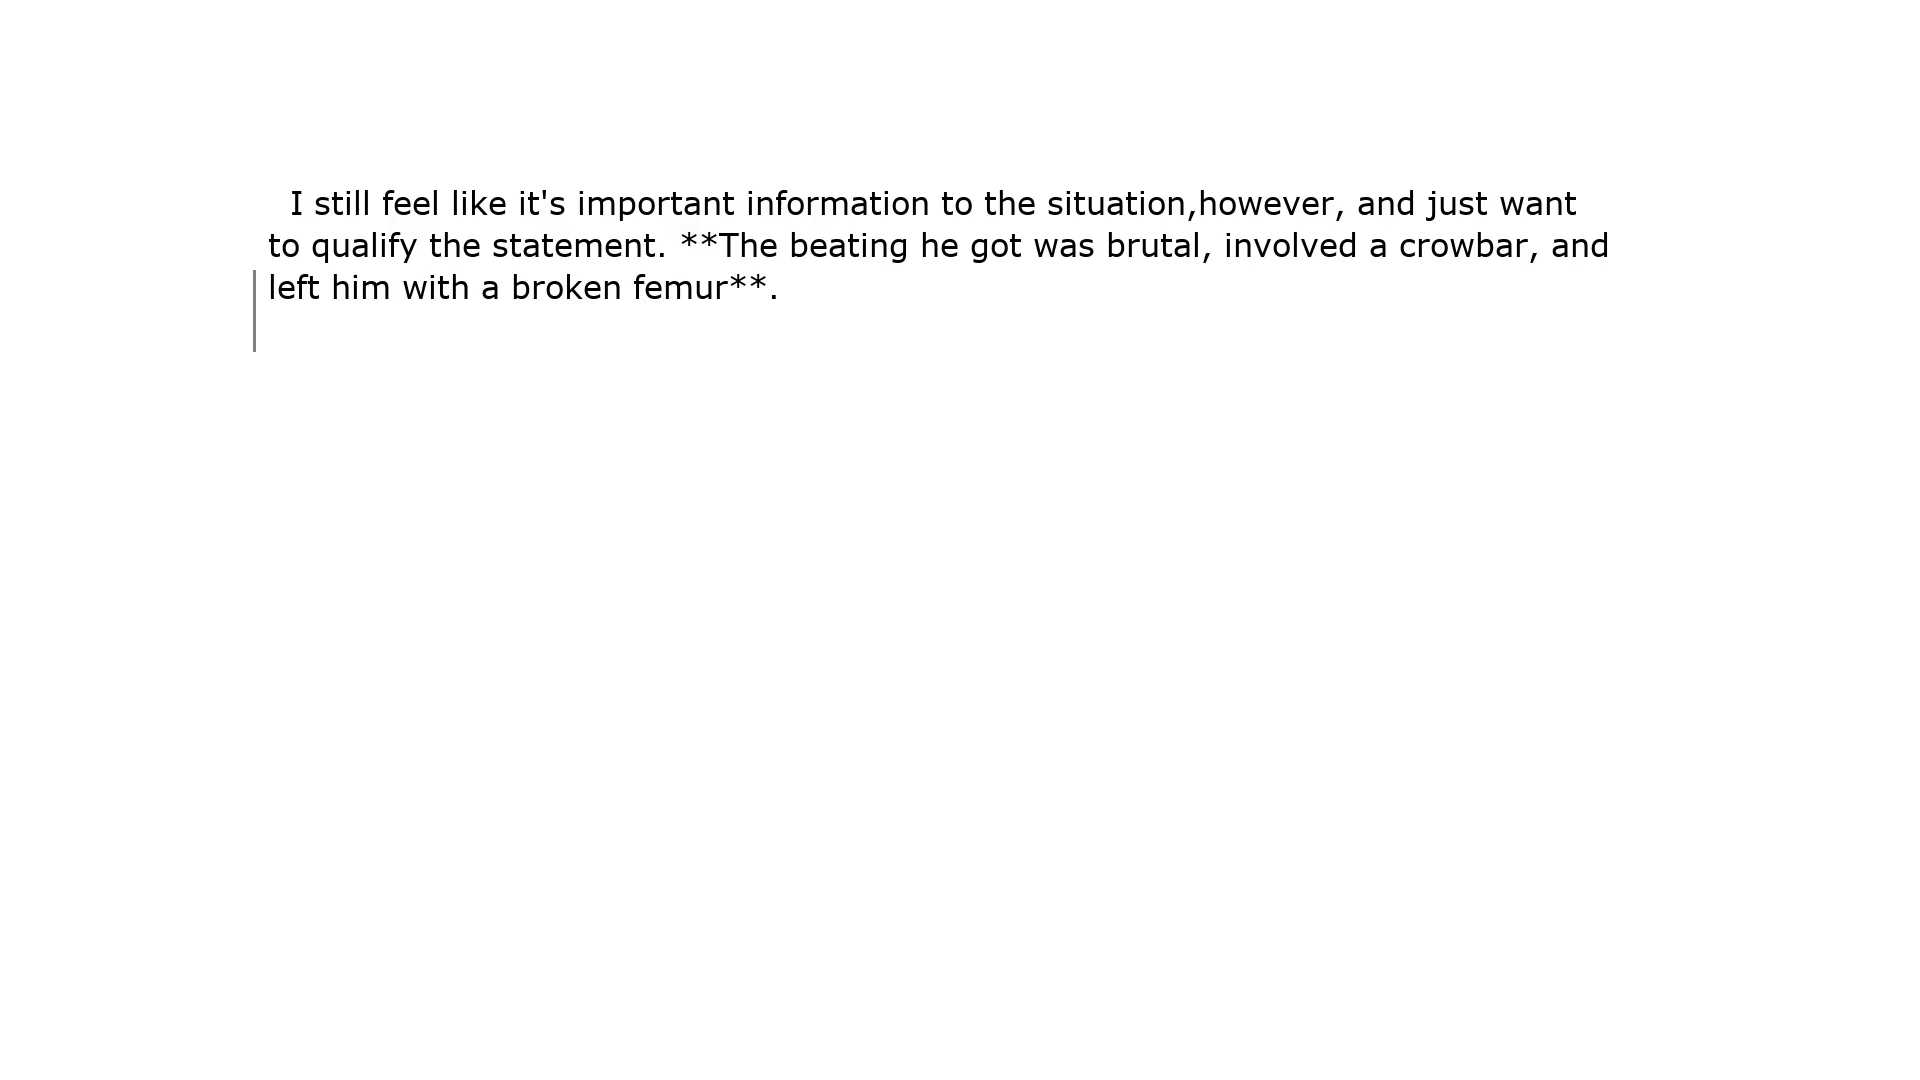 I still feel like it's important information to the situation,however, and just want
to qualify the statement. **The beating he got was brutal, involved a crowbar, and
left him with a broken femur**.